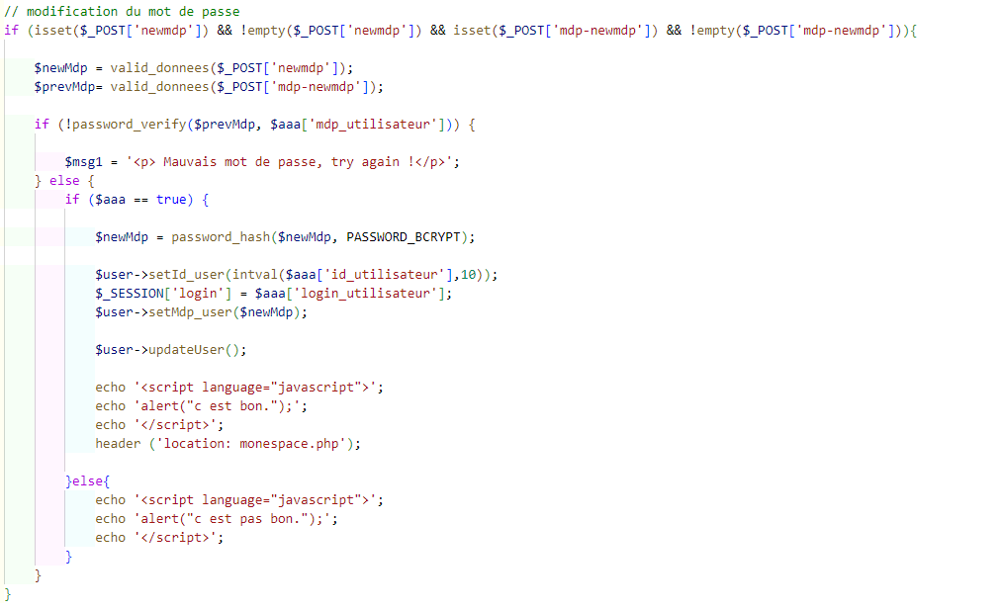 // modification du mot de passe
if (isset($_POST['newmdp']) && !empty($_POST['newmdp']) && isset($_POST['mdp-newmdp']) && !empty($_POST['mdp-newmdp'])){
$newMdp = valid_donnees($_POST['newmdp']);
$prevMdp= valid_donnees($_POST['mdp-newmdp']);
if (!password_verify($prevMdp, $aaa['mdp_utilisateur'])) {
$msg1 = '<p> Mauvais mot de passe, try again !</p>';
} else {
if ($aaa == true) {
$newMdp = password_hash($newMdp, PASSWORD_BCRYPT);
$user->setId_user(intval($aaa['id_utilisateur'],10));
$_SESSION['login'] = $aaa['login_utilisateur'];
$user->setMdp_user($newMdp);
$user->updateUser();
echo '<script language="javascript">';
echo 'alert("c est bon.");';
echo '</script>';
header ('location: monespace.php');
}else{
echo '<script language="javascript">';
echo 'alert("c est pas bon.");';
echo '</script>';
}
}
}